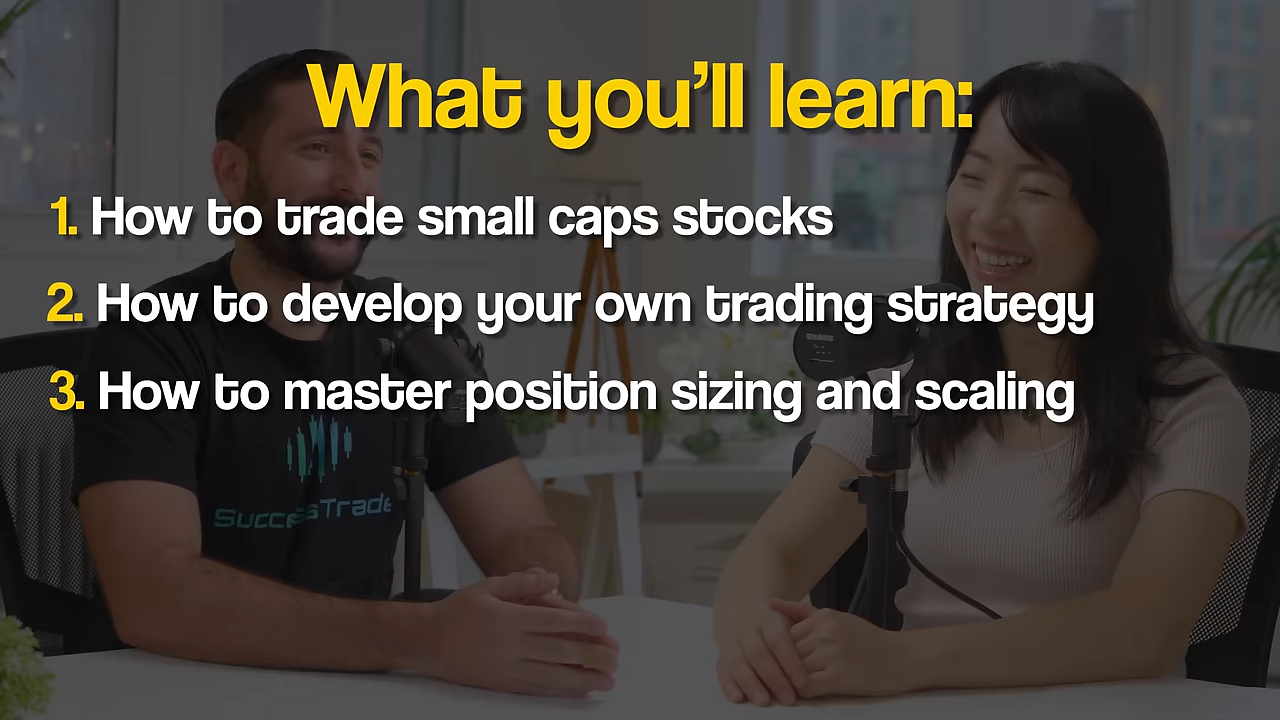 What you'll learn:
1. How to trade small caps stocks
2. How to develop your own trading strategy
3. How to master position sizing and scaling
SuccessTrade